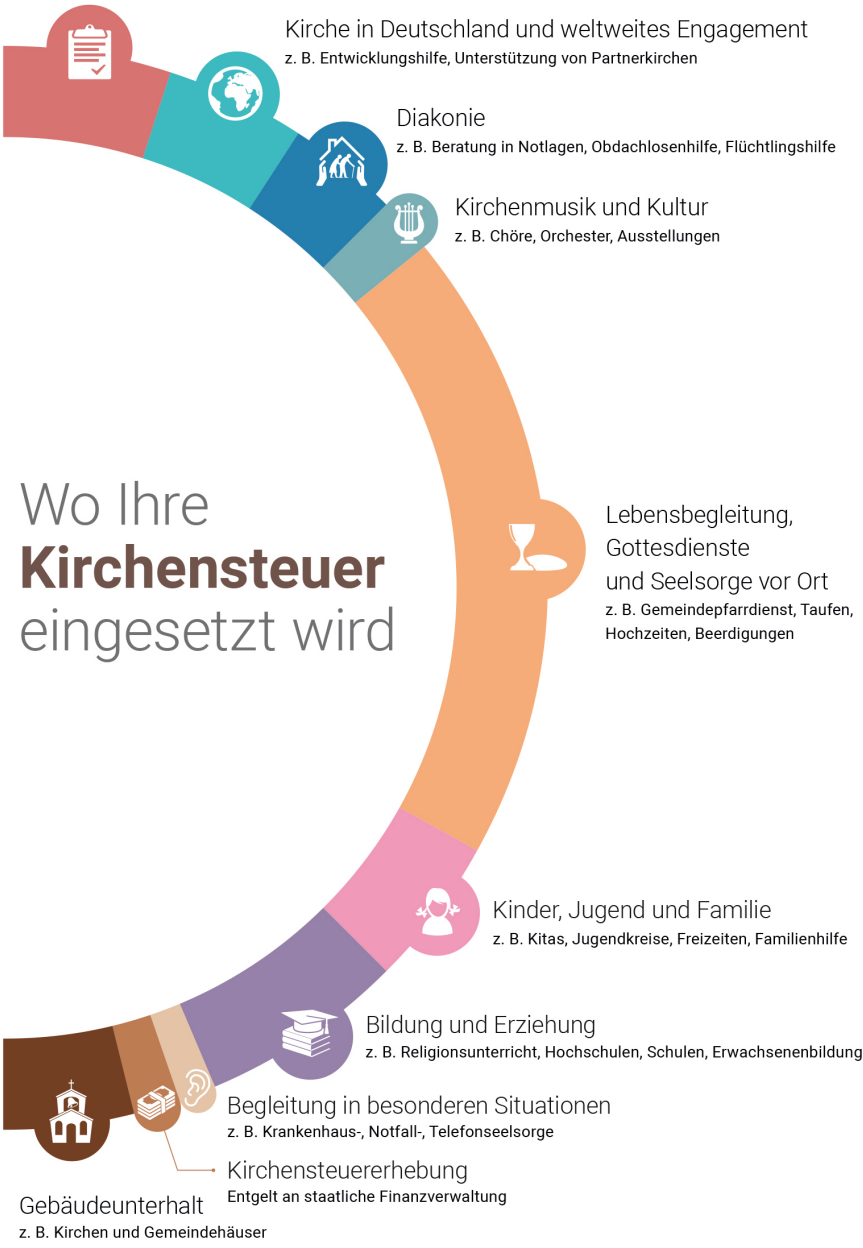 Kirche in Deutschland und weltweites Engagement
z. B. Entwicklungshilfe, Unterstützung von Partnerkirchen
Diakonie
z. B. Beratung in Notlagen, Obdachlosenhilfe, Flüchtlingshilfe
Kirchenmusik und Kultur
z. B. Chöre, Orchester, Ausstellungen
Wo Ihre
Kirchensteuer
eingesetzt wird
Lebensbegleitung,
Gottesdienste
und Seelsorge vor Ort
z. B. Gemeindepfarrdienst, Taufen,
Hochzeiten, Beerdigungen
Kinder, Jugend und Familie
z. B. Kitas, Jugendkreise, Freizeiten, Familienhilfe
Bildung und Erziehung
z. B. Religionsunterricht, Hochschulen, Schulen, Erwachsenenbildung
Begleitung in besonderen Situationen
z. B. Krankenhaus-, Notfall-, Telefonseelsorge
Kirchensteuererhebung
Entgelt an staatliche Finanzverwaltung
Gebäudeunterhalt
z. B. Kirchen und Gemeindehäuser